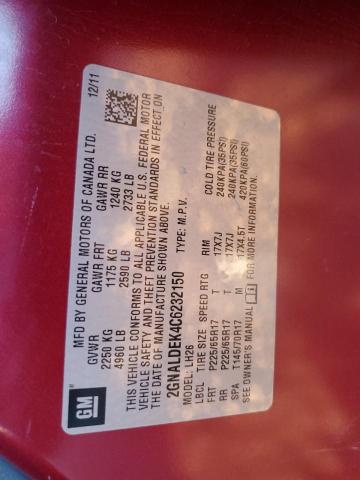 MFD BY GENERAL MOTORS OF CANADA LTD. 12/11
GVWR GAWR FRT GAWR RR
2250 KG 1175 KG 1240 KG
4960 LB 2590 LB 2733 LB
THIS VEHICLE CONFORMS TO ALL APPLICABLE U.S. FEDERAL MOTOR
VEHICLE SAFETY AND THEFT PREVENTION STANDARDS IN EFFECT ON
THE DATE OF MANUFACTURE SHOWN ABOVE.
2GNALDEK4C6232150 TYPE: M.P.V.
MODEL: LH26
LBCL TIRE SIZE SPEED RTG RIM COLD TIRE PRESSURE
FRT P225/65R17 T 17X7J 240KPA(35PSI)
RR P225/65R17 T 17X7J 240KPA(35PSI)
SPA T145/70R17 M 17X4.5T 420KPA(60PSI)
SEE OWNER'S MANUAL FOR MORE INFORMATION.
GM